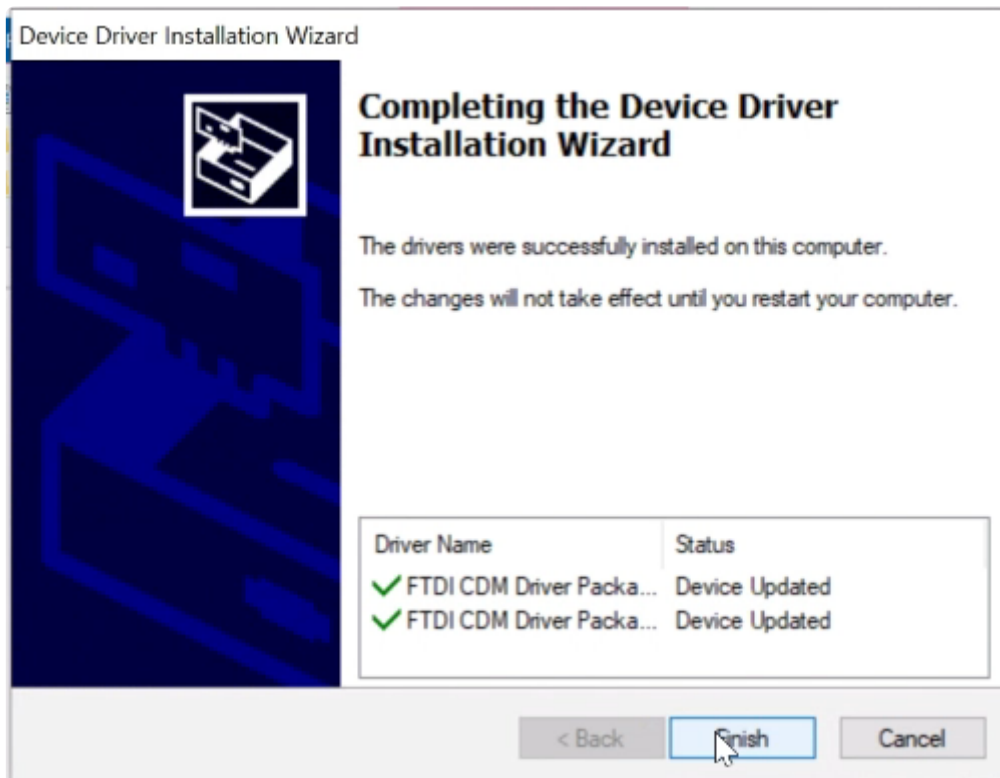 Device Driver Installation Wizard
Completing the Device Driver
Installation Wizard
The drivers were successfully installed on this computer.
The changes will not take effect until you restart your computer.
Driver Name Status
FTDI CDM Driver Packa... Device Updated
FTDI CDM Driver Packa... Device Updated
< Back Finish Cancel